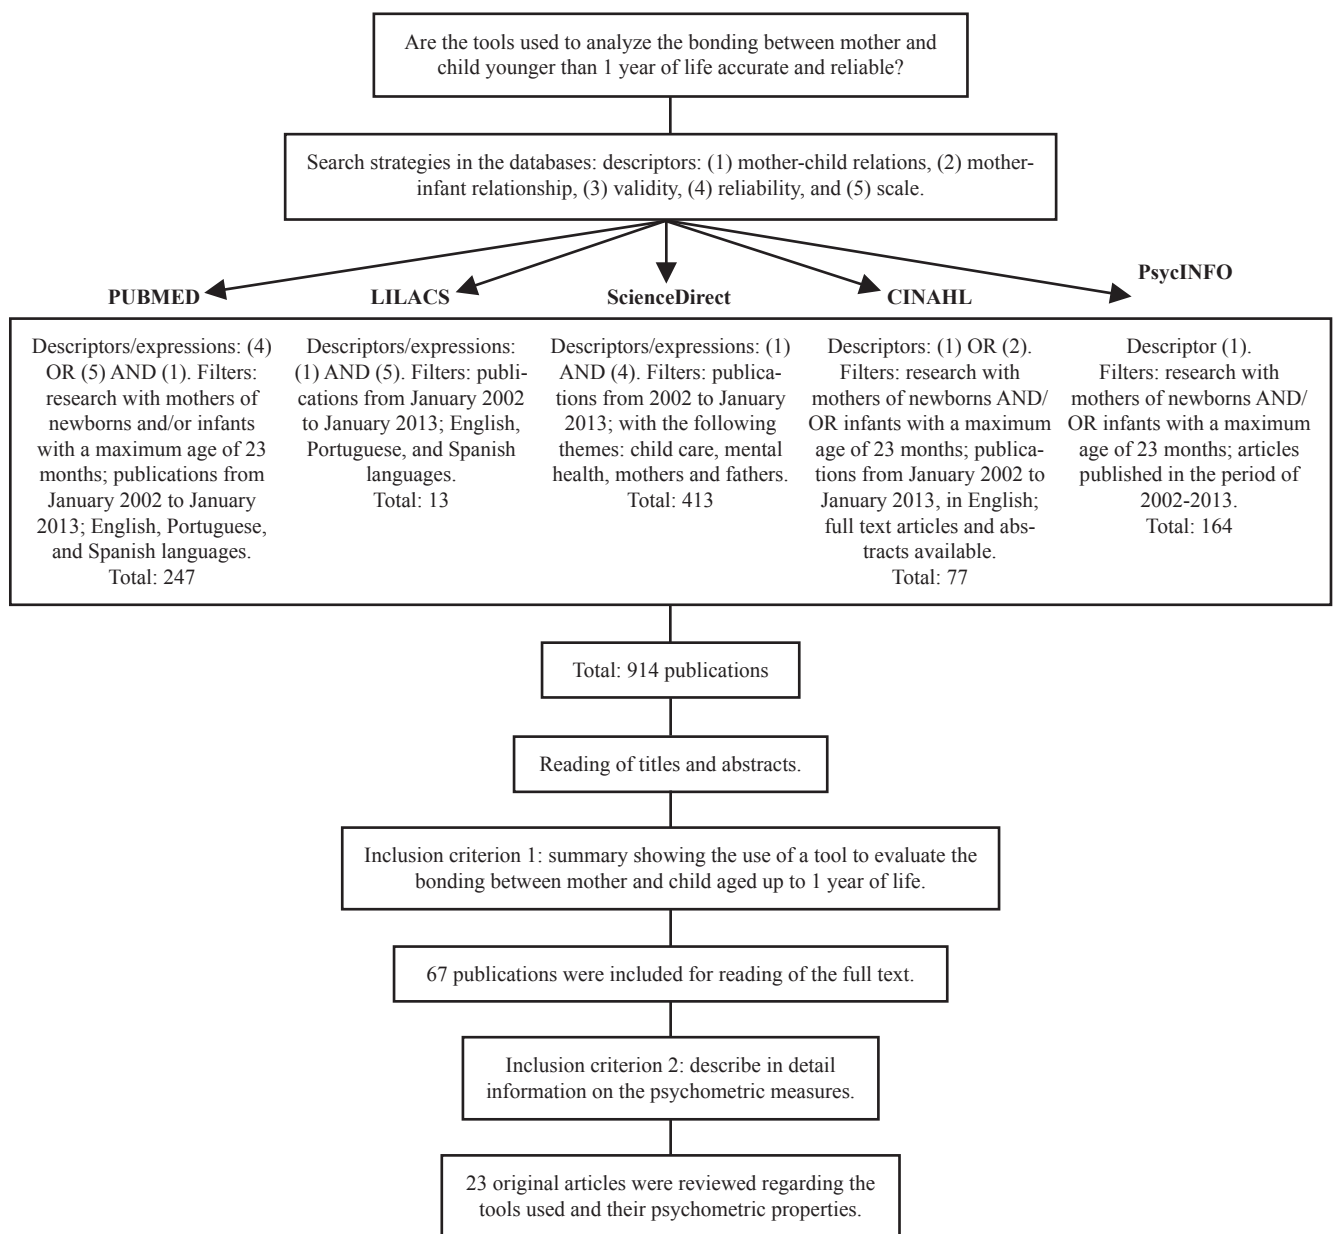 Are the tools used to analyze the bonding between mother and
child younger than 1 year of life accurate and reliable?
Search strategies in the databases: descriptors: (1) mother-child relations, (2) mother-
infant relationship, (3) validity, (4) reliability, and (5) scale.
PUBMED
LILACS
ScienceDirect
CINAHL
PsycINFO
Descriptors/expressions: (4)
OR (5) AND (1). Filters:
research with mothers of
newborns and/or infants
with a maximum age of 23
months; publications from
January 2002 to January
2013; English, Portuguese,
and Spanish languages.
Total: 247
Descriptors/expressions:
(1) AND (5). Filters: publi-
cations from January 2002
to January 2013; English,
Portuguese, and Spanish
languages.
Total: 13
Descriptors/expressions: (1)
AND (4). Filters: publica-
tions from 2002 to January
2013; with the following
themes: child care, mental
health, mothers and fathers.
Total: 413
Descriptors: (1) OR (2).
Filters: research with
mothers of newborns AND/
OR infants with a maximum
age of 23 months; publica-
tions from January 2002 to
January 2013, in English;
full text articles and abs-
tracts available.
Total: 77
Descriptor (1).
Filters: research with
mothers of newborns AND/
OR infants with a maximum
age of 23 months; articles
published in the period of
2002-2013.
Total: 164
Total: 914 publications
Reading of titles and abstracts.
Inclusion criterion 1: summary showing the use of a tool to evaluate the
bonding between mother and child aged up to 1 year of life.
67 publications were included for reading of the full text.
Inclusion criterion 2: describe in detail
information on the psychometric measures.
23 original articles were reviewed regarding the
tools used and their psychometric properties.